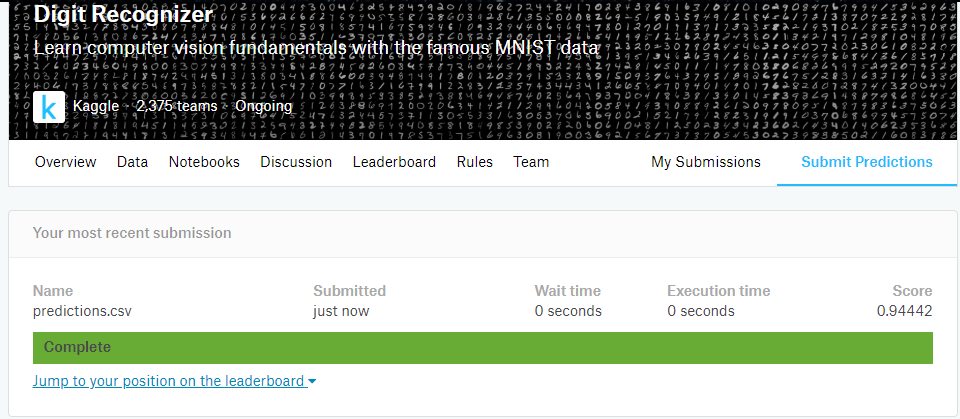 Digit Recognizer
Learn computer vision fundamentals with the famous MNIST data
k Kaggle · 2,375 teams · Ongoing
Overview Data Notebooks Discussion Leaderboard Rules Team My Submissions Submit Predictions
Your most recent submission
Name Submitted Wait time Execution time Score
predictions.csv just now 0 seconds 0 seconds 0.94442
Complete
Jump to your position on the leaderboard